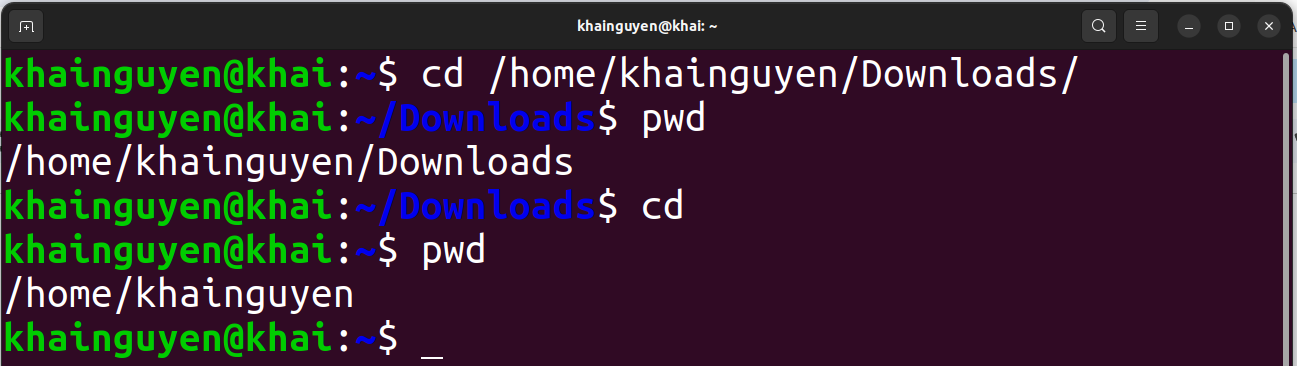 khainguyen@khai: ~
khainguyen@khai:~$ cd /home/khainguyen/Downloads/
khainguyen@khai:~/Downloads$ pwd
/home/khainguyen/Downloads
khainguyen@khai:~/Downloads$ cd
khainguyen@khai:~$ pwd
/home/khainguyen
khainguyen@khai:~$ _